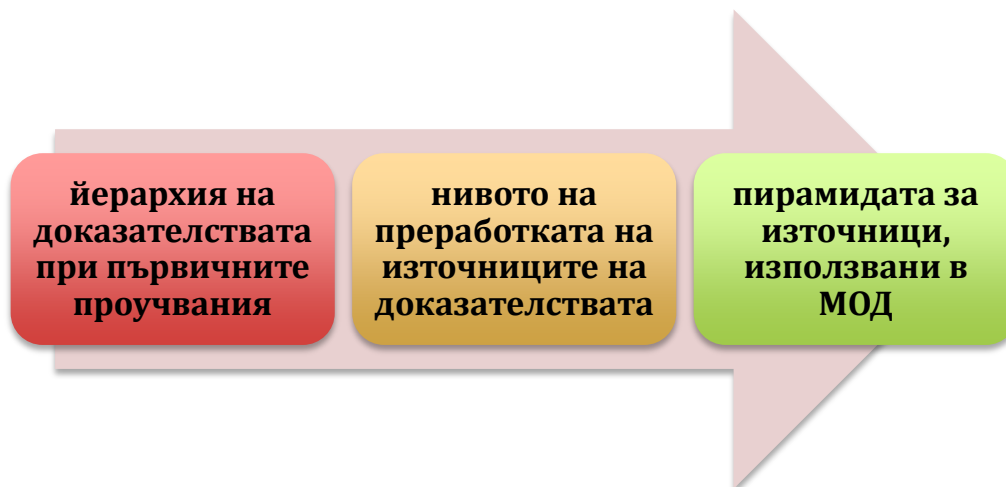 йерархия на
доказателствата
при първичните
проучвания
нивото на
преработката на
източниците на
доказателствата
пирамидата за
източници,
използвани в
МОД